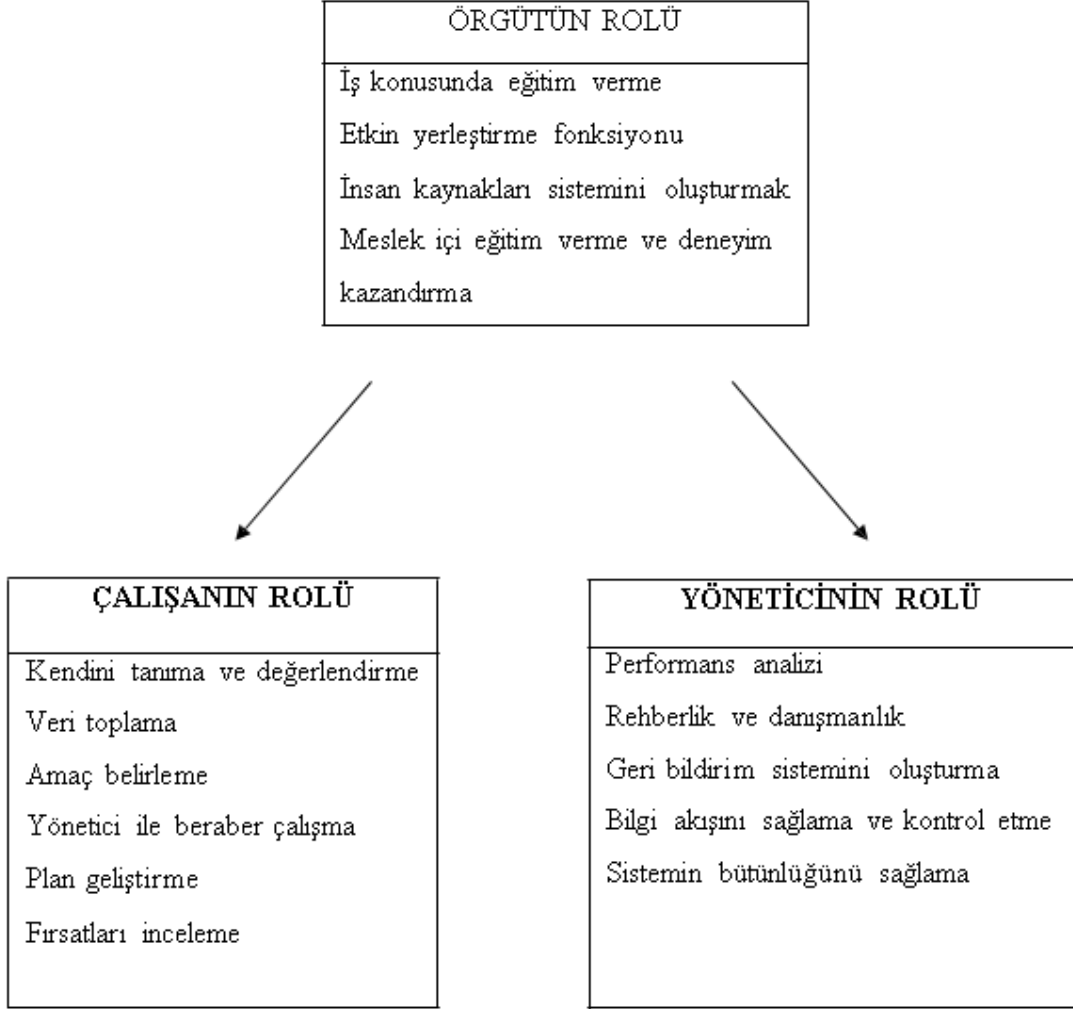 ÖRGÜTÜN ROLÜ
İş konusunda eğitim verme
Etkin yerleştirme fonksiyonu
İnsan kaynakları sistemini oluşturmak
Meslek içi eğitim verme ve deneyim
kazandırma
ÇALIŞANIN ROLÜ
Kendini tanıma ve değerlendirme
Veri toplama
Amaç belirleme
Yönetici ile beraber çalışma
Plan geliştirme
Fırsatları inceleme
YÖNETİCİNİN ROLÜ
Performans analizi
Rehberlik ve danışmanlık
Geri bildirim sistemini oluşturma
Bilgi akışını sağlama ve kontrol etme
Sistemin bütünlüğünü sağlama